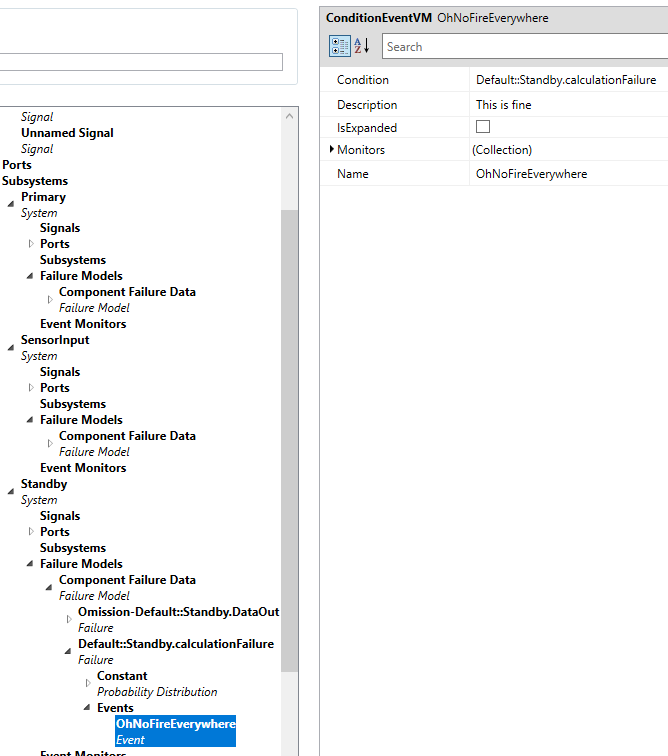 Signal
Unnamed Signal
Signal
Ports
Subsystems
Primary
System
Signals
Ports
Subsystems
Failure Models
Component Failure Data
Failure Model
Event Monitors
SensorInput
System
Signals
Ports
Subsystems
Failure Models
Component Failure Data
Failure Model
Event Monitors
Standby
System
Signals
Ports
Subsystems
Failure Models
Component Failure Data
Failure Model
Omission-Default::Standby.DataOut
Failure
Default::Standby.calculationFailure
Failure
Constant
Probability Distribution
Events
OhNoFireEverywhere
Event
Event Monitors
ConditionEventVM OhNoFireEverywhere
A Z Search
Condition Default::Standby.calculationFailure
Description This is fine
IsExpanded
Monitors (Collection)
Name OhNoFireEverywhere